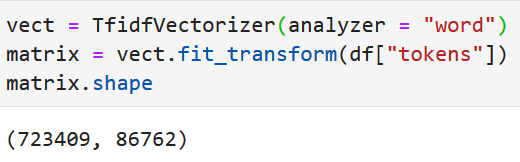 vect = TfidfVectorizer(analyzer = "word")
matrix = vect.fit_transform(df["tokens"])
matrix.shape
(723409, 86762)